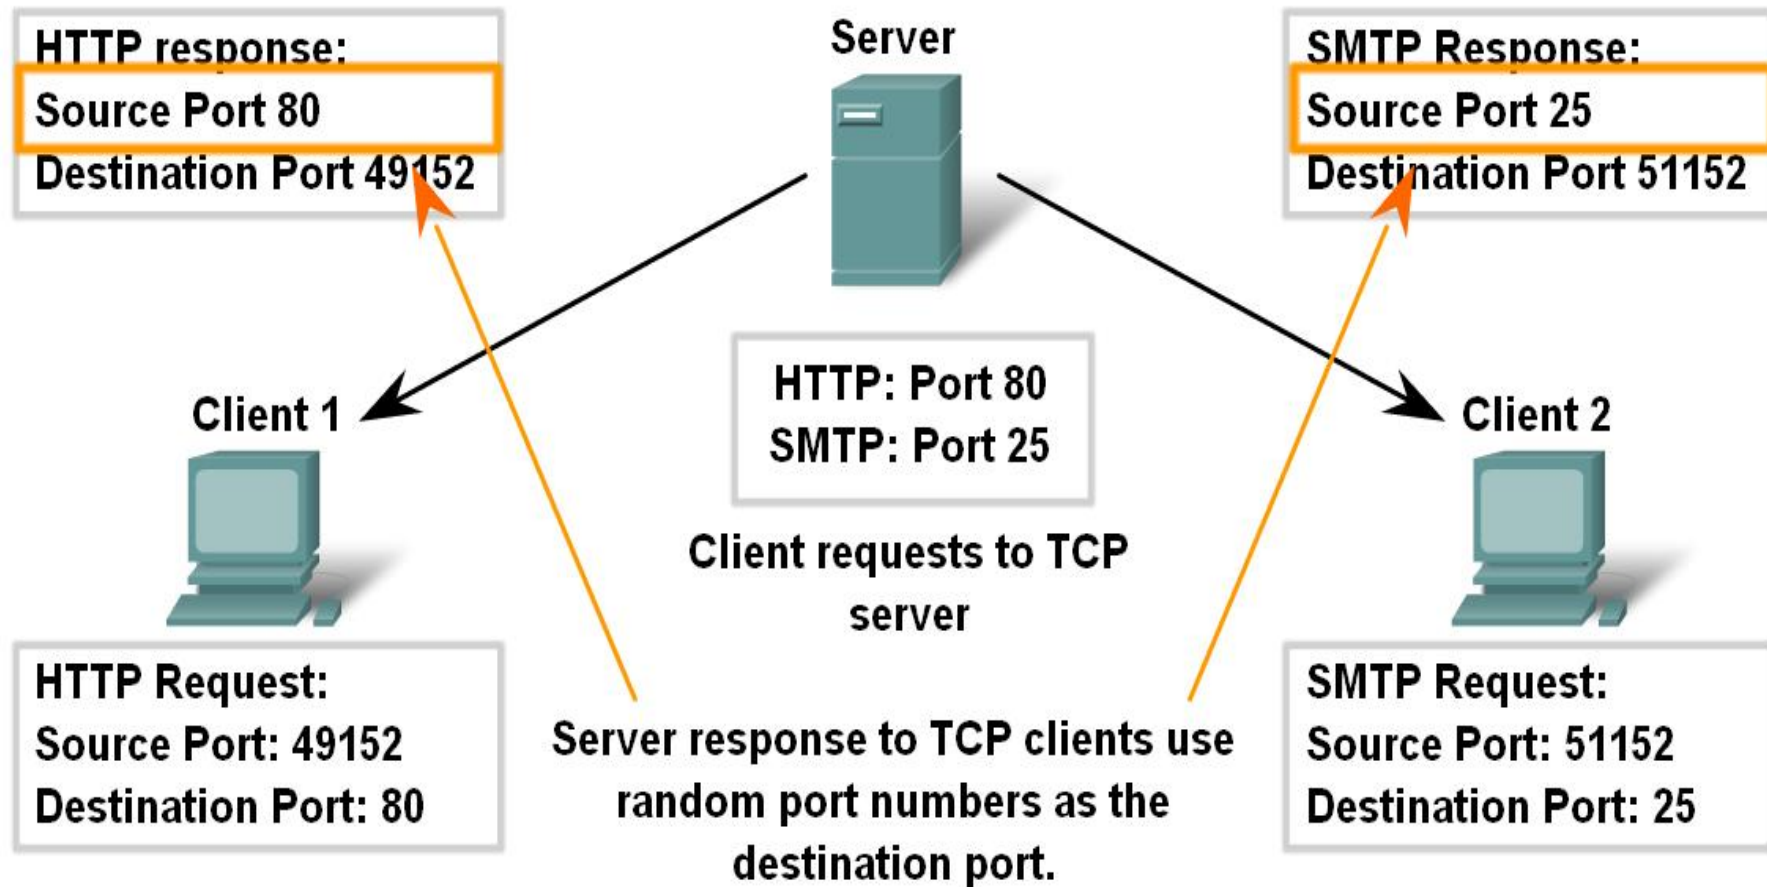 HTTP response:
Source Port 80
Destination Port 49152
Server
SMTP Response:
Source Port 25
Destination Port 51152
HTTP: Port 80
SMTP: Port 25
Client 1
Client 2
Client requests to TCP
server
HTTP Request:
Source Port: 49152
Destination Port: 80
Server response to TCP clients use
random port numbers as the
destination port.
SMTP Request:
Source Port: 51152
Destination Port: 25